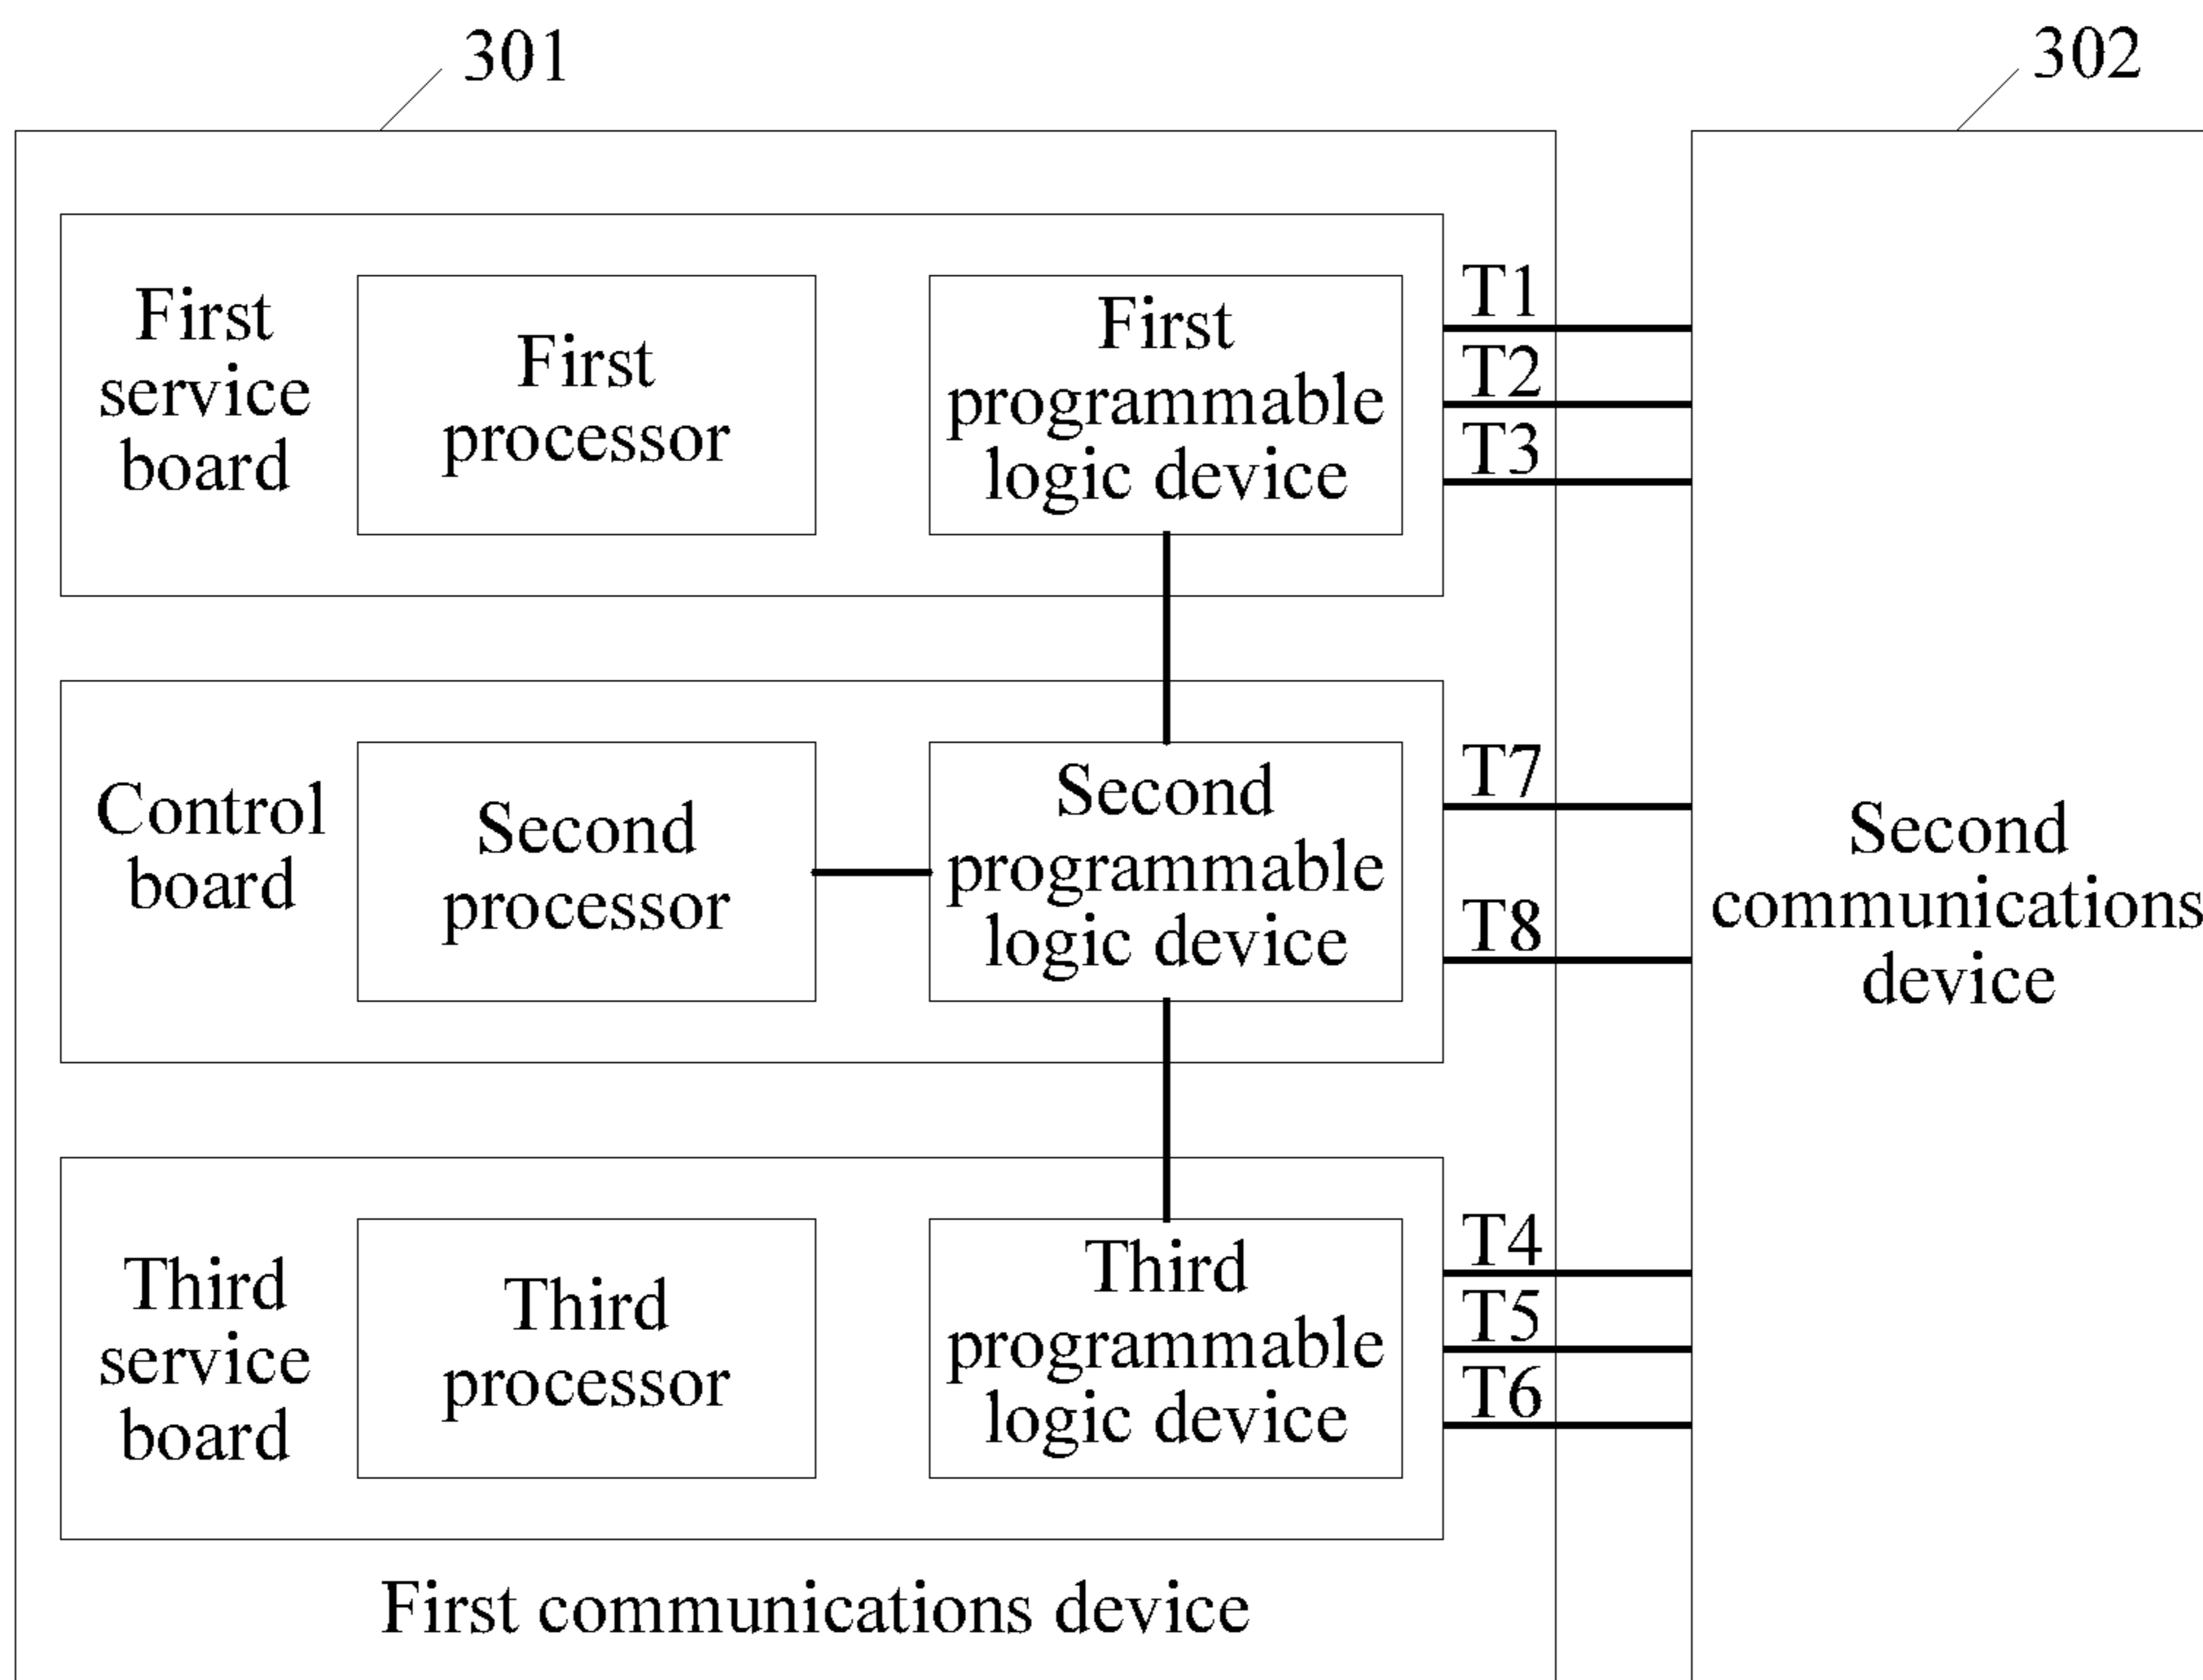 301
302
First
service
board
First
processor
First
programmable
logic device
T1
T2
T3
Control
board
Second
processor
Second
programmable
logic device
T7
T8
Second
communications
device
Third
service
board
Third
processor
Third
programmable
logic device
T4
T5
T6
First communications device